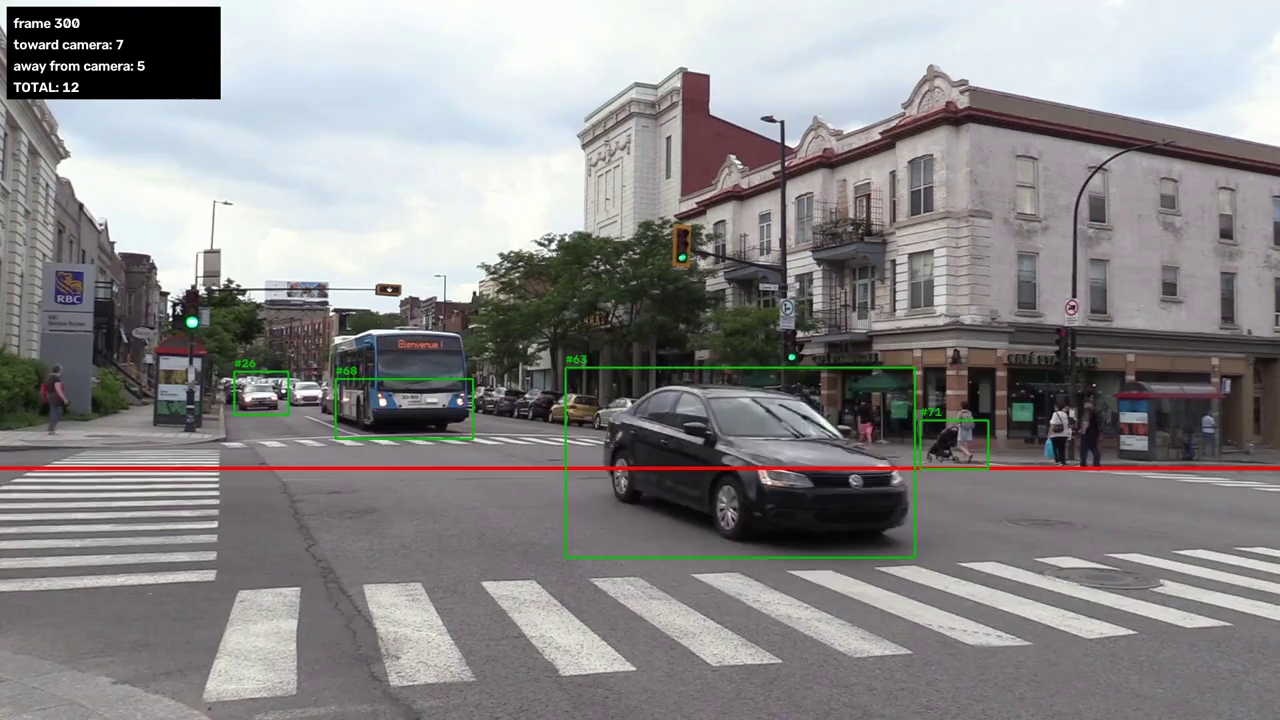 frame 300
toward camera: 7
away from camera: 5
TOTAL: 12
RBC
#26
#68
Bienvenue !
#63
#71